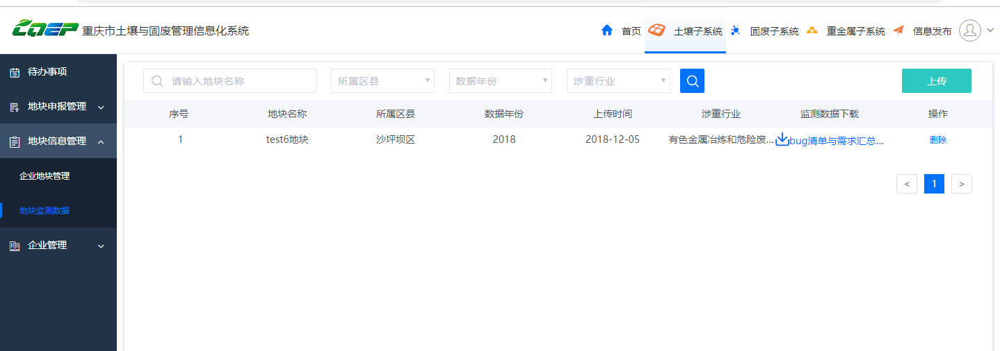 CQEP 重庆市土壤与固废管理信息化系统 首页 土壤子系统 固废子系统 重金属子系统 信息发布
待办事项
地块申报管理
地块信息管理
企业地块管理
地块监测数据
企业管理
请输入地块名称 所属区县 数据年份 涉重行业 上传
序号 地块名称 所属区县 数据年份 上传时间 涉重行业 监测数据下载 操作
1 test6地块 沙坪坝区 2018 2018-12-05 有色金属冶炼和危险废... bug清单与需求汇总... 删除
< 1 >